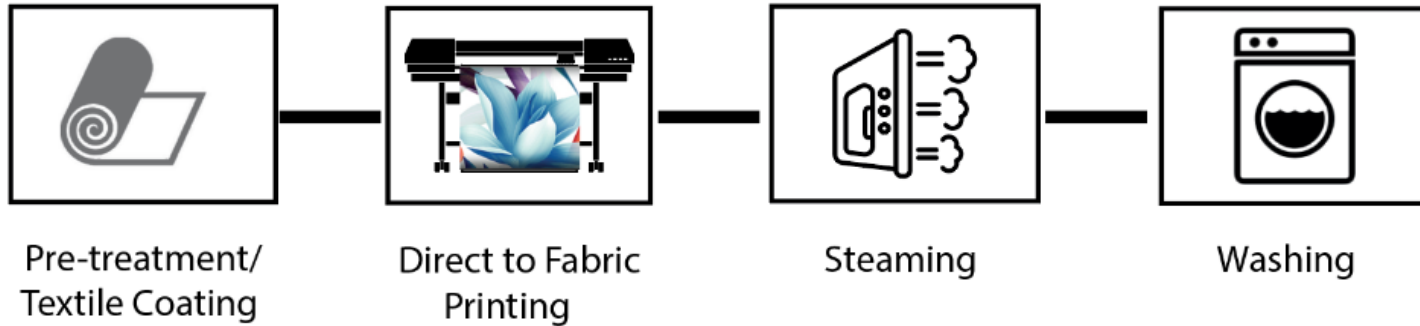 Pre-treatment/
Textile Coating
Direct to Fabric
Printing
Steaming
Washing